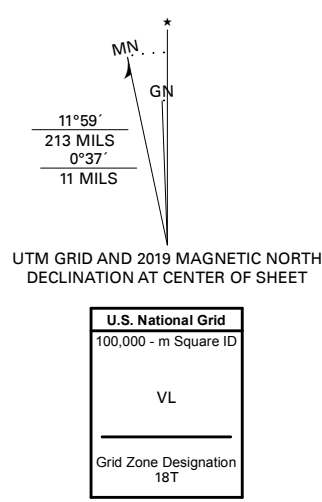 MN
GN
11°59´
213 MILS
0°37´
11 MILS
UTM GRID AND 2019 MAGNETIC NORTH
DECLINATION AT CENTER OF SHEET
U.S. National Grid
100,000 - m Square ID
VL
Grid Zone Designation
18T